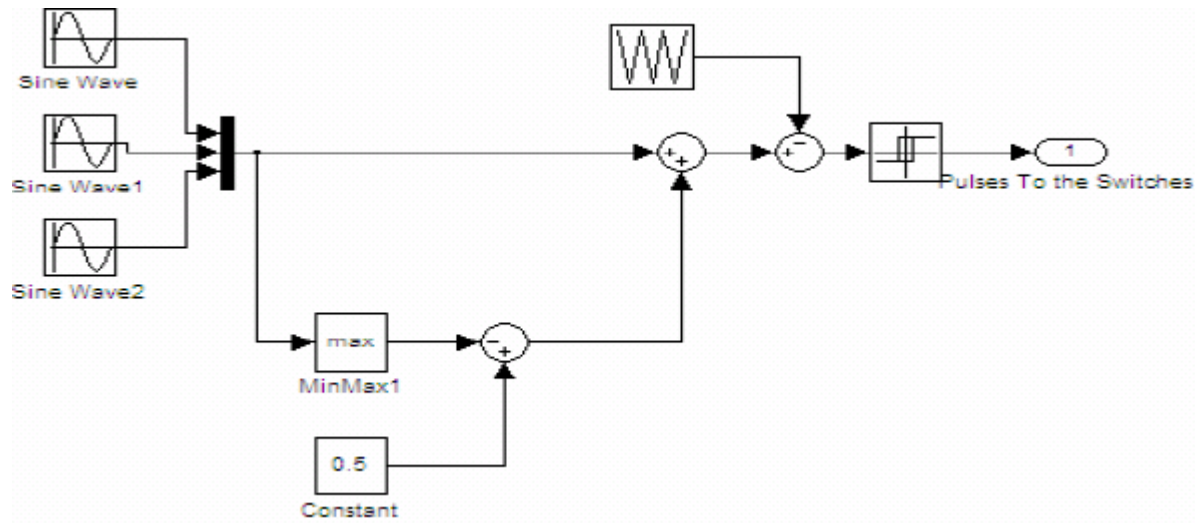 Sine Wave
Sine Wave1
Sine Wave2
max
MinMax1
0.5
Constant
1
Pulses To the Switches